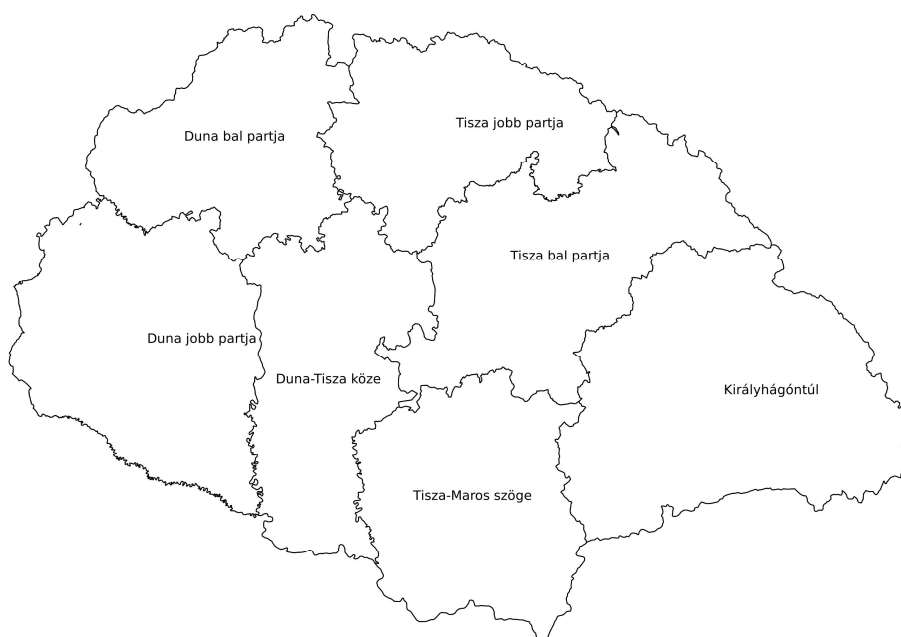 Tisza jobb partja
Duna bal partja
Tisza bal partja
Duna jobb partja
Duna-Tisza köze
Királyhágóntúl
Tisza-Maros szöge